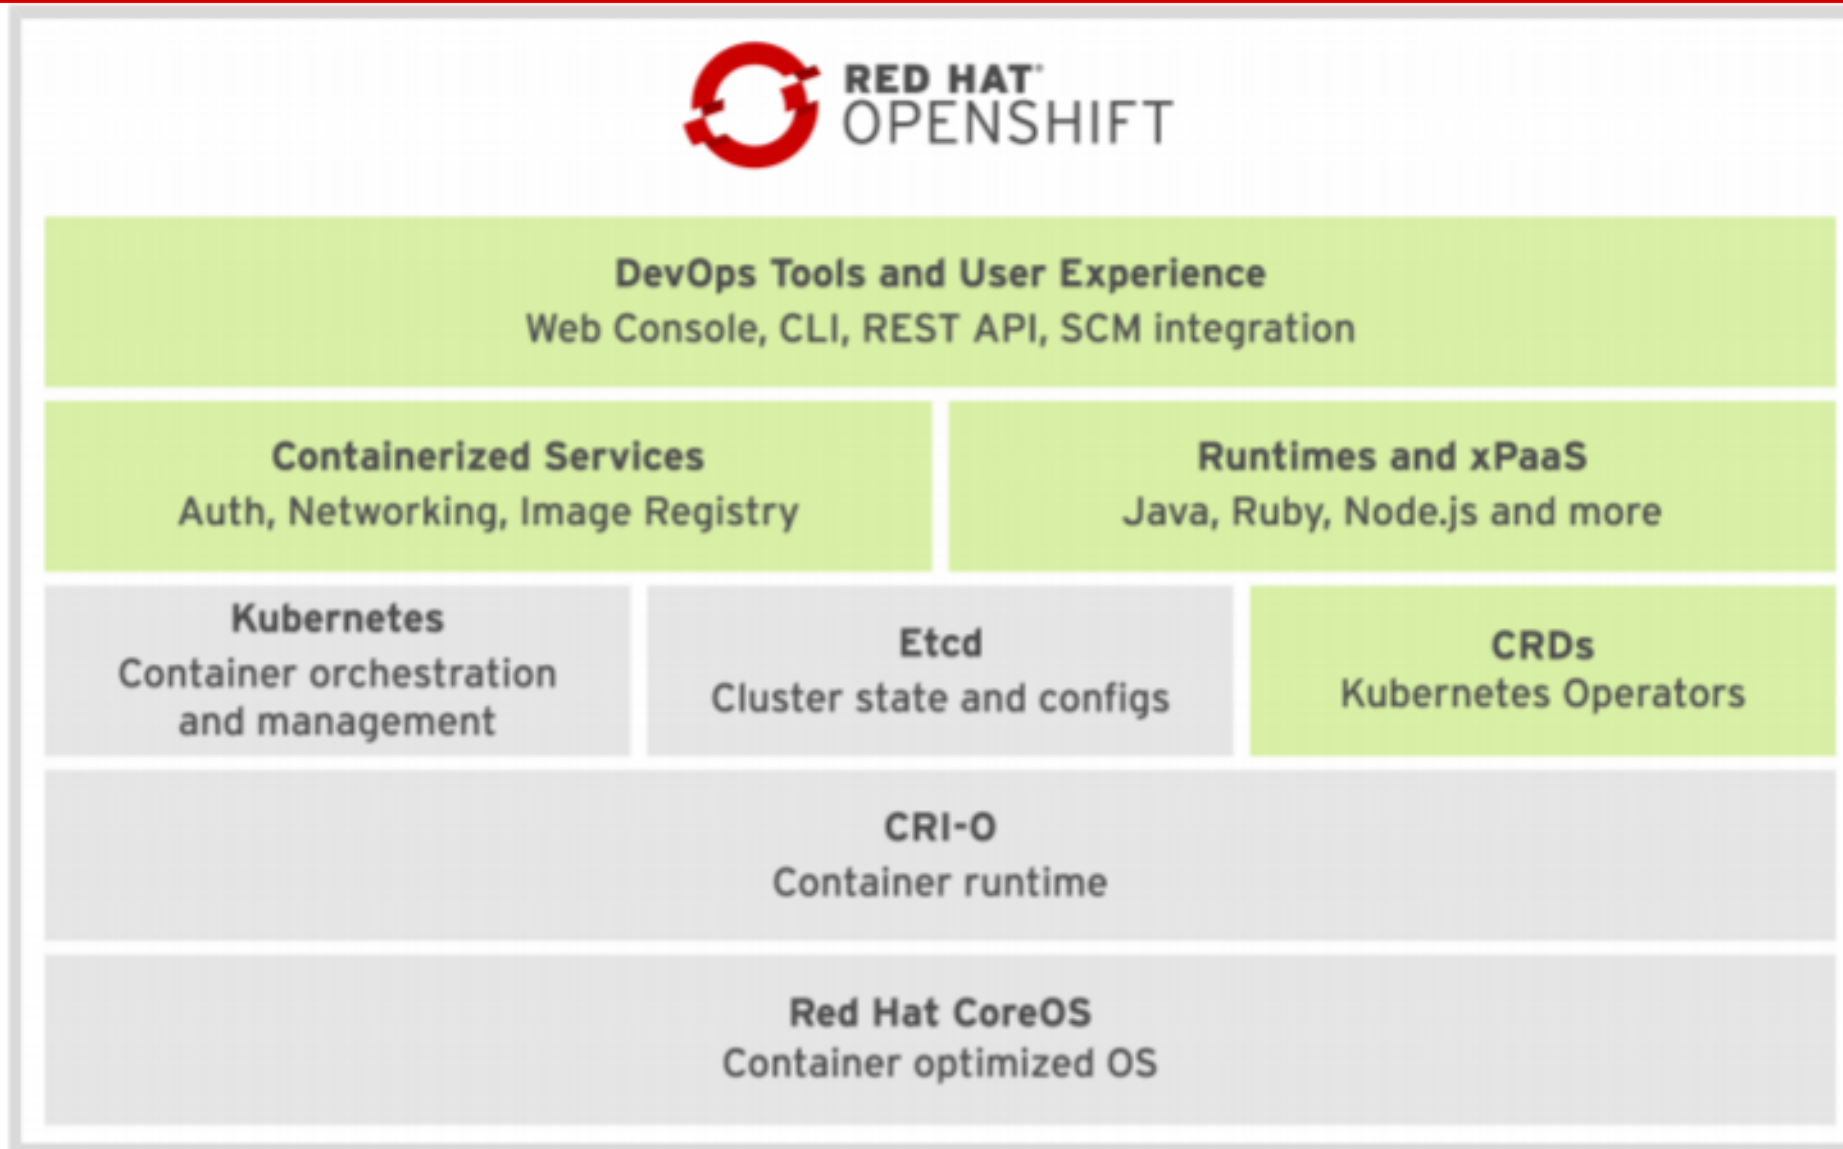 RED HAT®
OPENSHIFT
DevOps Tools and User Experience
Web Console, CLI, REST API, SCM integration
Containerized Services
Auth, Networking, Image Registry
Runtimes and xPaaS
Java, Ruby, Node.js and more
Kubernetes
Container orchestration
and management
Etcd
Cluster state and configs
CRDs
Kubernetes Operators
CRI-O
Container runtime
Red Hat CoreOS
Container optimized OS